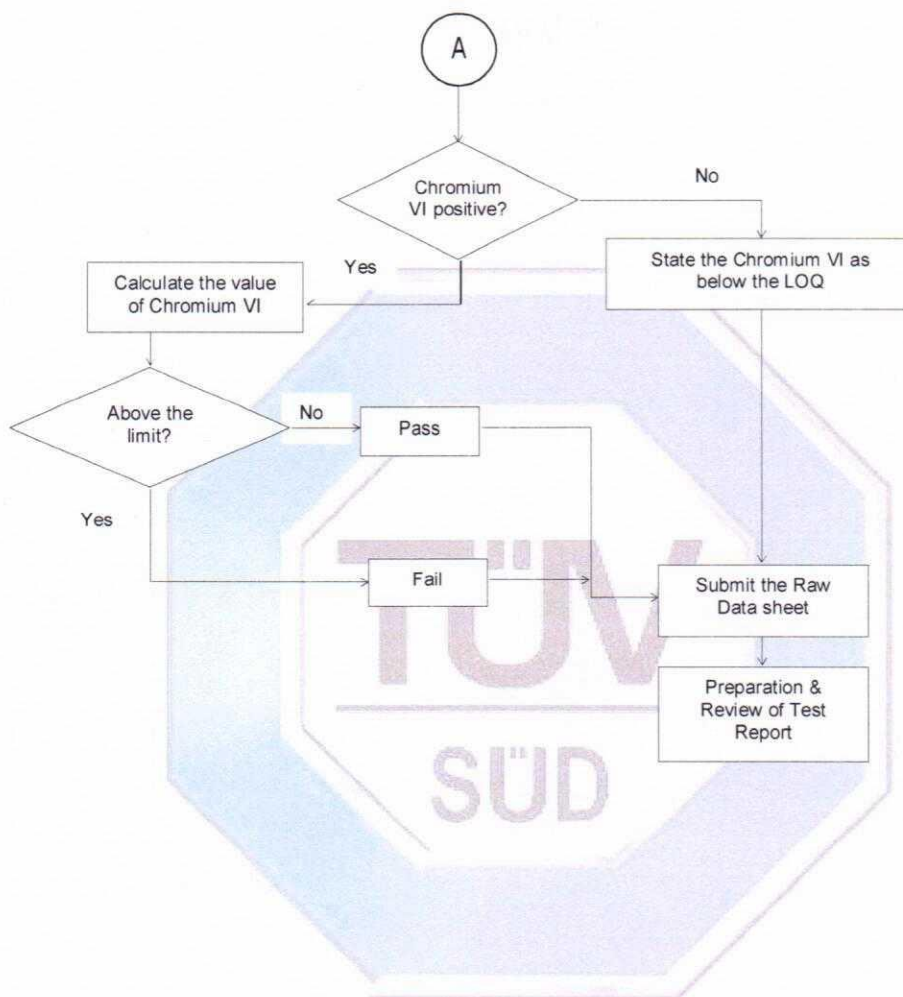 A
Chromium
VI positive?
No
Yes
State the Chromium VI as
below the LOQ
Calculate the value
of Chromium VI
Above the
limit?
No
Pass
Yes
Fail
Submit the Raw
Data sheet
Preparation &
Review of Test
Report
TÜV
SÜD